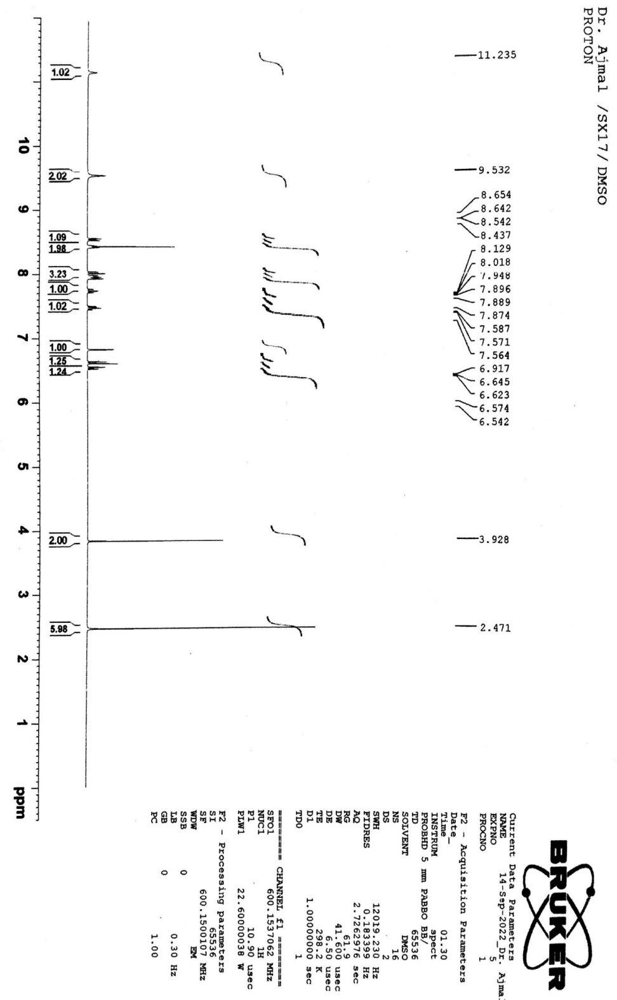 Dr. Ajmal /SX17/ DMSO
PROTON
11.235
9.532
8.654
8.642
8.542
8.437
8.129
8.018
7.948
7.896
7.889
7.874
7.587
7.571
7.564
6.917
6.645
6.623
6.574
6.542
3.928
2.471
1.02
2.02
1.09
1.98
3.23
1.00
1.02
1.00
1.25
1.24
2.00
5.98
10
9
8
7
6
5
4
3
2
1
ppm
BRUKER
Current Data Parameters
NAME 14-Sep-2022_Dr. Ajmal
EXPNO 5
PROCNO 1
F2 - Acquisition Parameters
Date_
Time 01.30
INSTRUM spect
PROBHD 5 mm PABBO BB/
TD 65536
SOLVENT DMSO
NS 16
DS 2
SWH 12019.230 Hz
FIDRES 0.183399 Hz
AQ 2.7262976 sec
RG 61.9
DW 41.600 usec
DE 6.50 usec
TE 298.2 K
D1 1.00000000 sec
TD0 1
======== CHANNEL f1 ========
SFO1 600.1537062 MHz
NUC1 1H
P1 10.90 usec
PLW1 22.60000038 W
F2 - Processing parameters
SI 65536
SF 600.1500107 MHz
WDW EM
SSB 0
LB 0.30 Hz
GB 0
PC 1.00